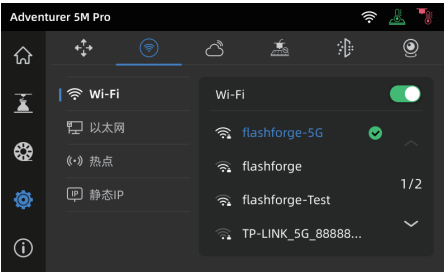 Adventurer 5M Pro
Wi-Fi
以太网
热点
IP 静态IP
Wi-Fi
flashforge-5G
flashforge
flashforge-Test
TP-LINK_5G_88888...
1/2